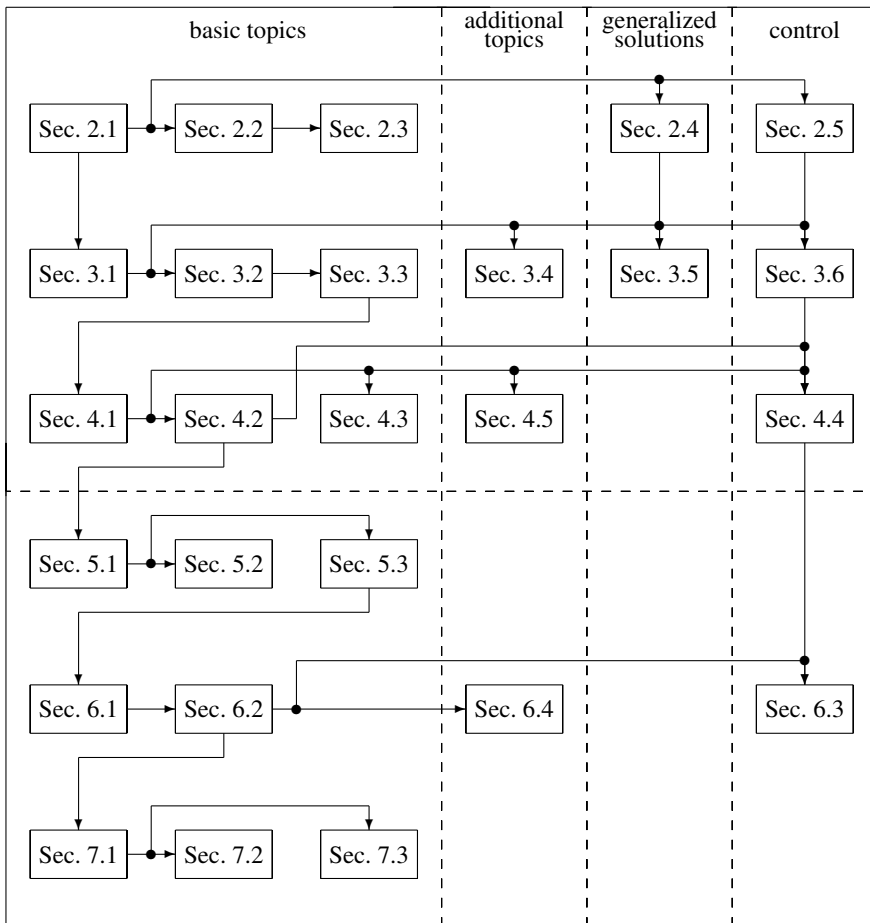 basic topics
additional
topics
generalized
solutions
control
Sec. 2.1
Sec. 2.2
Sec. 2.3
Sec. 2.4
Sec. 2.5
Sec. 3.1
Sec. 3.2
Sec. 3.3
Sec. 3.4
Sec. 3.5
Sec. 3.6
Sec. 4.1
Sec. 4.2
Sec. 4.3
Sec. 4.5
Sec. 4.4
Sec. 5.1
Sec. 5.2
Sec. 5.3
Sec. 6.1
Sec. 6.2
Sec. 6.4
Sec. 6.3
Sec. 7.1
Sec. 7.2
Sec. 7.3